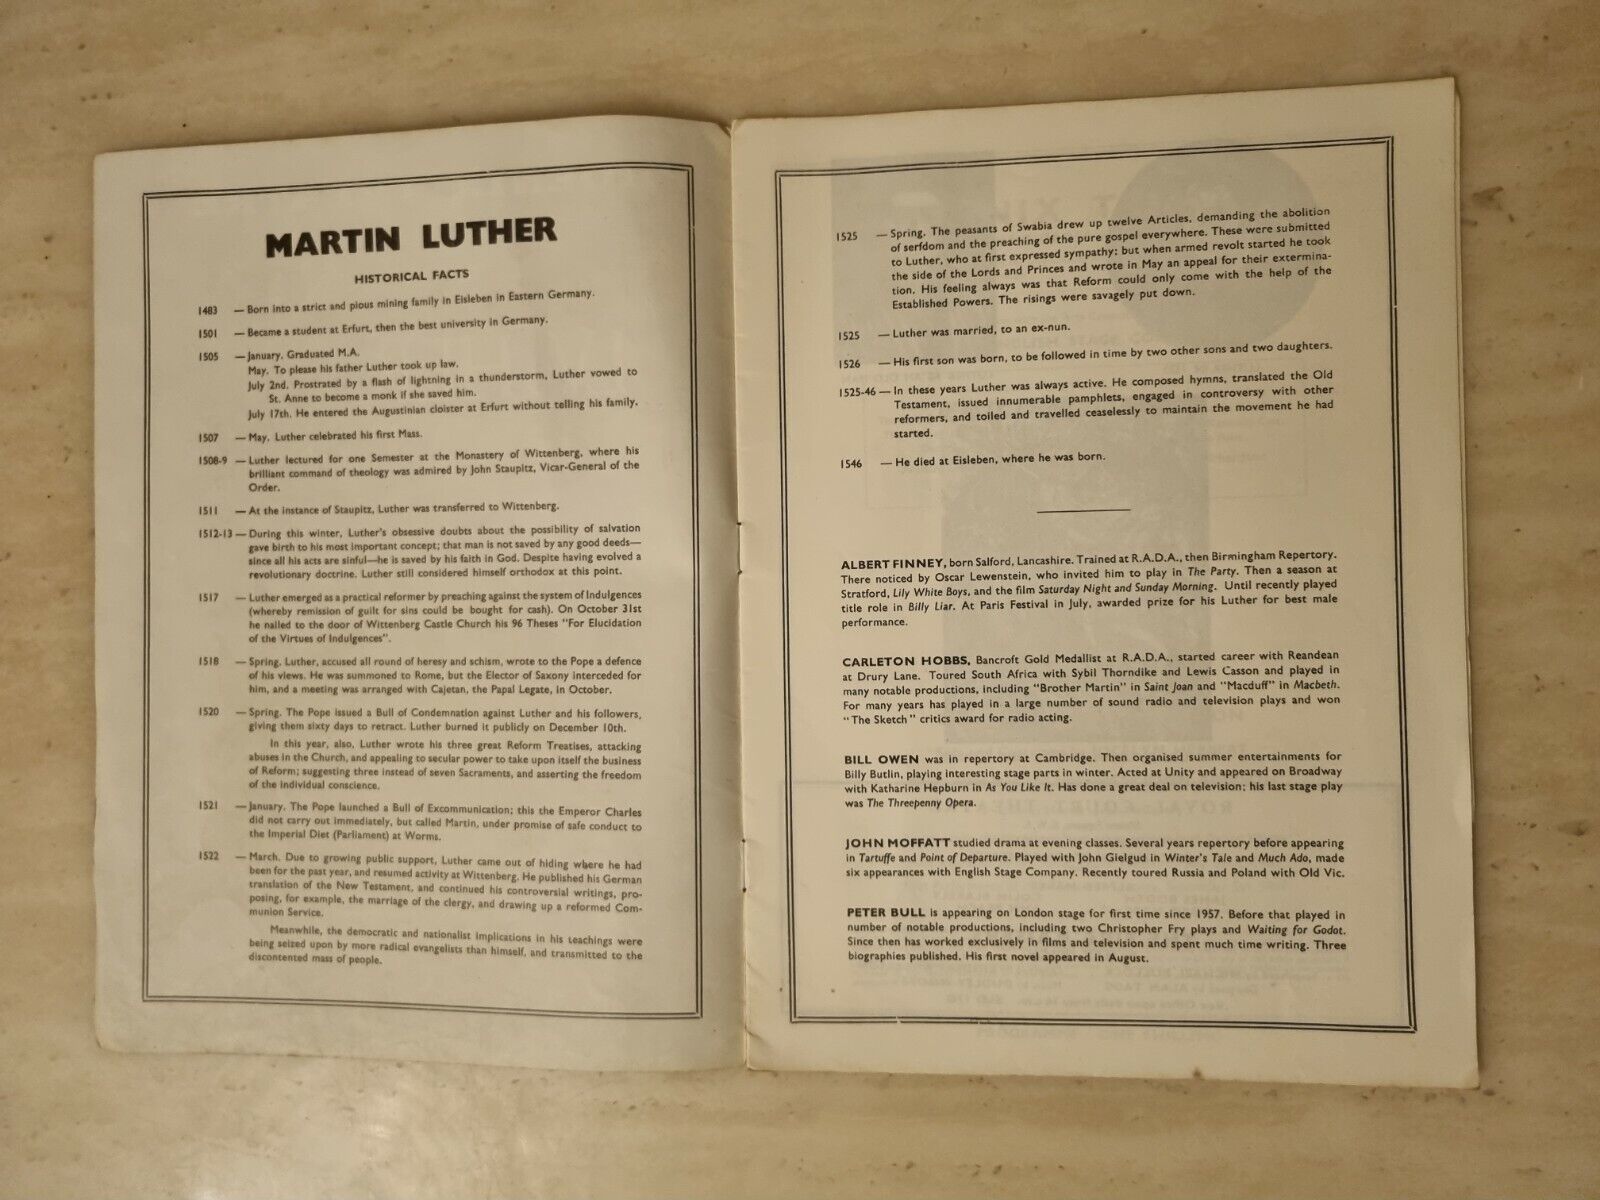 MARTIN LUTHER
HISTORICAL FACTS
1483 — Born into a strict and pious mining family in Eisleben in Eastern Germany.
1501 — Became a student at Erfurt, then the best university in Germany.
1505 — January. Graduated M.A.
May. To please his father Luther took up law.
July 2nd. Prostrated by a flash of lightning in a thunderstorm, Luther vowed to
St. Anne to become a monk if she saved him.
July 17th. He entered the Augustinian cloister at Erfurt without telling his family.
1507 — May. Luther celebrated his first Mass.
1508-9 — Luther lectured for one Semester at the Monastery of Wittenberg, where his
brilliant command of theology was admired by John Staupitz, Vicar-General of the
Order.
1511 — At the instance of Staupitz, Luther was transferred to Wittenberg.
1512-13 — During this winter, Luther's obsessive doubts about the possibility of salvation
gave birth to his most important concept; that man is not saved by any good deeds—
since all his acts are sinful—he is saved by his faith in God. Despite having evolved a
revolutionary doctrine. Luther still considered himself orthodox at this point.
1517 — Luther emerged as a practical reformer by preaching against the system of Indulgences
(whereby remission of guilt for sins could be bought for cash). On October 31st
he nailed to the door of Wittenberg Castle Church his 96 Theses "For Elucidation
of the Virtues of Indulgences".
1518 — Spring. Luther, accused all round of heresy and schism, wrote to the Pope a defence
of his views. He was summoned to Rome, but the Elector of Saxony interceded for
him, and a meeting was arranged with Cajetan, the Papal Legate, in October.
1520 — Spring. The Pope issued a Bull of Condemnation against Luther and his followers,
giving them sixty days to retract. Luther burned it publicly on December 10th.
In this year, also, Luther wrote his three great Reform Treatises, attacking
abuses in the Church, and appealing to secular power to take upon itself the business
of Reform; suggesting three instead of seven Sacraments, and asserting the freedom
of the individual conscience.
1521 — January. The Pope launched a Bull of Excommunication; this the Emperor Charles
did not carry out immediately, but called Martin, under promise of safe conduct to
the Imperial Diet (Parliament) at Worms.
1522 — March. Due to growing public support, Luther came out of hiding where he had
been for the past year, and resumed activity at Wittenberg. He published his German
translation of the New Testament, and continued his controversial writings, pro-
posing, for example, the marriage of the clergy, and drawing up a reformed Com-
munion Service.
Meanwhile, the democratic and nationalist implications in his teachings were
being seized upon by more radical evangelists than himself, and transmitted to the
discontented mass of people.
1525 — Spring. The peasants of Swabia drew up twelve Articles, demanding the abolition
of serfdom and the preaching of the pure gospel everywhere. These were submitted
to Luther, who at first expressed sympathy: but when armed revolt started he took
the side of the Lords and Princes and wrote in May an appeal for their extermina-
tion. His feeling always was that Reform could only come with the help of the
Established Powers. The risings were savagely put down.
1525 — Luther was married, to an ex-nun.
1526 — His first son was born, to be followed in time by two other sons and two daughters.
1525-46 — In these years Luther was always active. He composed hymns, translated the Old
Testament, issued innumerable pamphlets, engaged in controversy with other
reformers, and toiled and travelled ceaselessly to maintain the movement he had
started.
1546 — He died at Eisleben, where he was born.
ALBERT FINNEY, born Salford, Lancashire. Trained at R.A.D.A., then Birmingham Repertory.
There noticed by Oscar Lewenstein, who invited him to play in The Party. Then a season at
Stratford, Lily White Boys, and the film Saturday Night and Sunday Morning. Until recently played
title role in Billy Liar. At Paris Festival in July, awarded prize for his Luther for best male
performance.
CARLETON HOBBS, Bancroft Gold Medallist at R.A.D.A., started career with Reandean
at Drury Lane. Toured South Africa with Sybil Thorndike and Lewis Casson and played in
many notable productions, including "Brother Martin" in Saint Joan and "Macduff" in Macbeth.
For many years has played in a large number of sound radio and television plays and won
"The Sketch" critics award for radio acting.
BILL OWEN was in repertory at Cambridge. Then organised summer entertainments for
Billy Butlin, playing interesting stage parts in winter. Acted at Unity and appeared on Broadway
with Katharine Hepburn in As You Like It. Has done a great deal on television; his last stage play
was The Threepenny Opera.
JOHN MOFFATT studied drama at evening classes. Several years repertory before appearing
in Tartuffe and Point of Departure. Played with John Gielgud in Winter's Tale and Much Ado, made
six appearances with English Stage Company. Recently toured Russia and Poland with Old Vic.
PETER BULL is appearing on London stage for first time since 1957. Before that played in
number of notable productions, including two Christopher Fry plays and Waiting for Godot.
Since then has worked exclusively in films and television and spent much time writing. Three
biographies published. His first novel appeared in August.